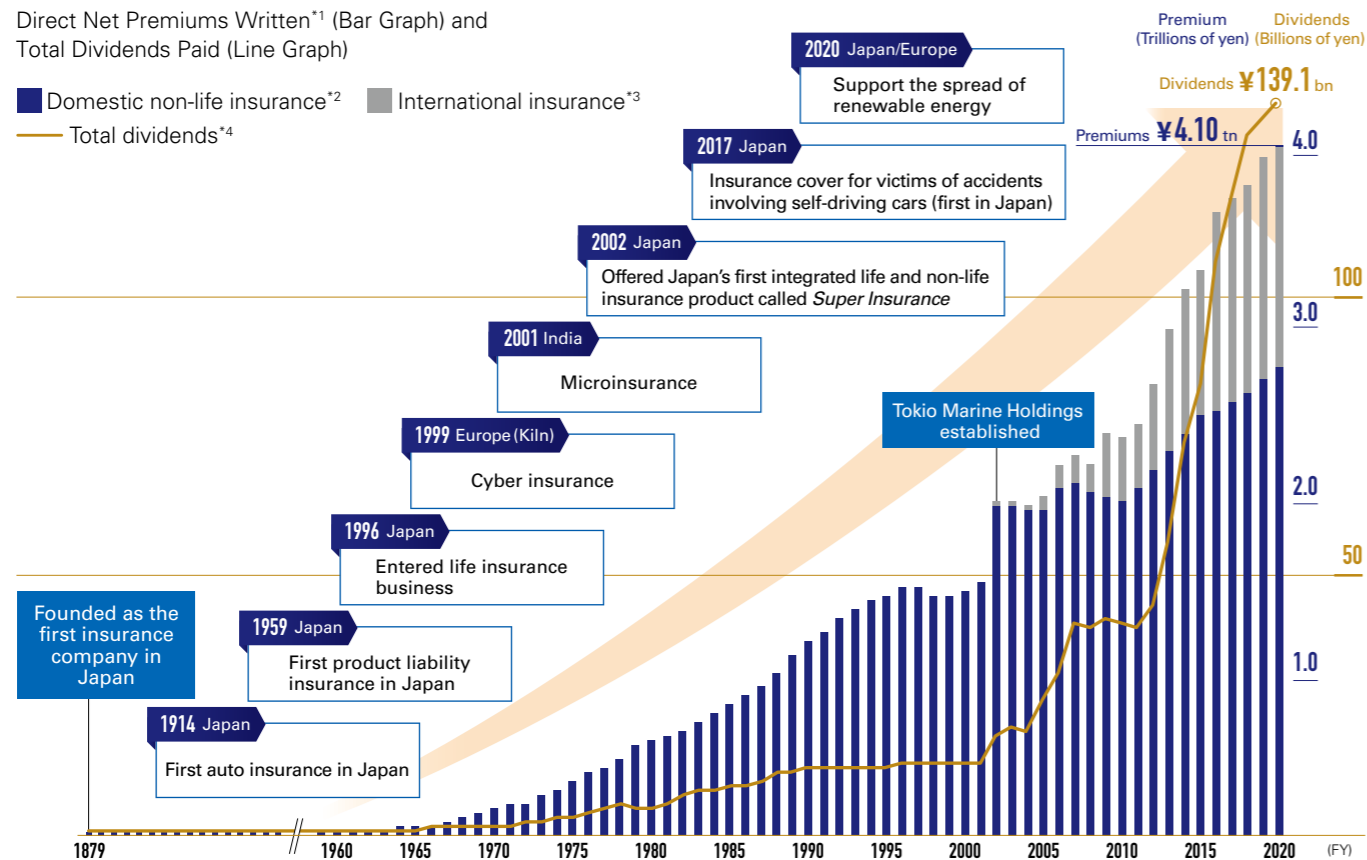 Direct Net Premiums Written*1 (Bar Graph) and
Total Dividends Paid (Line Graph)
Domestic non-life insurance*2
International insurance*3
Total dividends*4
Premium
(Trillions of yen)
Dividends
(Billions of yen)
Dividends ¥139.1 bn
Premiums ¥4.10 tn
2020 Japan/Europe
Support the spread of
renewable energy
2017 Japan
Insurance cover for victims of accidents
involving self-driving cars (first in Japan)
2002 Japan
Offered Japan's first integrated life and non-life
insurance product called Super Insurance
2001 India
Microinsurance
1999 Europe (Kiln)
Cyber insurance
1996 Japan
Entered life insurance
business
1959 Japan
First product liability
insurance in Japan
1914 Japan
First auto insurance in Japan
Founded as the
first insurance
company in
Japan
Tokio Marine Holdings
established
4.0
100
3.0
2.0
50
1.0
1879
1960
1965
1970
1975
1980
1985
1990
1995
2000
2005
2010
2015
2020
(FY)